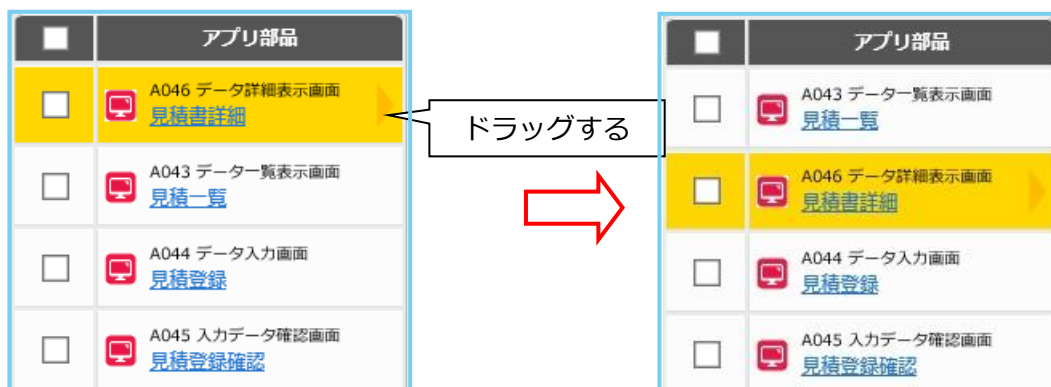 アプリ部品
A046 データ詳細表示画面
見積書詳細
A043 データ一覧表示画面
見積一覧
A044 データ入力画面
見積登録
A045 入力データ確認画面
見積登録確認
ドラッグする
アプリ部品
A043 データ一覧表示画面
見積一覧
A046 データ詳細表示画面
見積書詳細
A044 データ入力画面
見積登録
A045 入力データ確認画面
見積登録確認